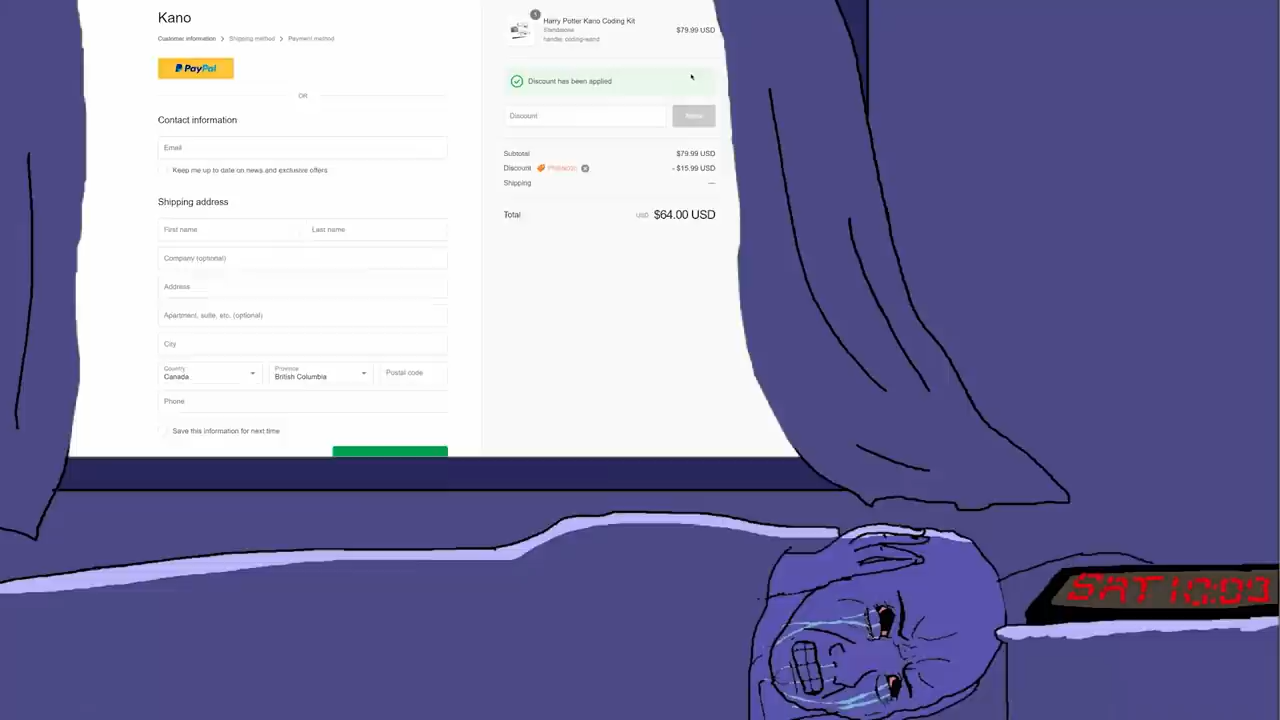 Kano
Customer information > Shipping method > Payment method
PayPal
OR
Contact information
Email
Keep me up to date on news and exclusive offers
Shipping address
First name
Last name
Company (optional)
Address
Apartment, suite, etc. (optional)
City
Country
Canada
Province
British Columbia
Postal code
Phone
Save this information for next time
1
Harry Potter Kano Coding Kit
$79.99 USD
Discount has been applied
Discount
Subtotal
$79.99 USD
Discount
- $15.99 USD
Shipping
—
Total
USD $64.00 USD
SAT 10:03